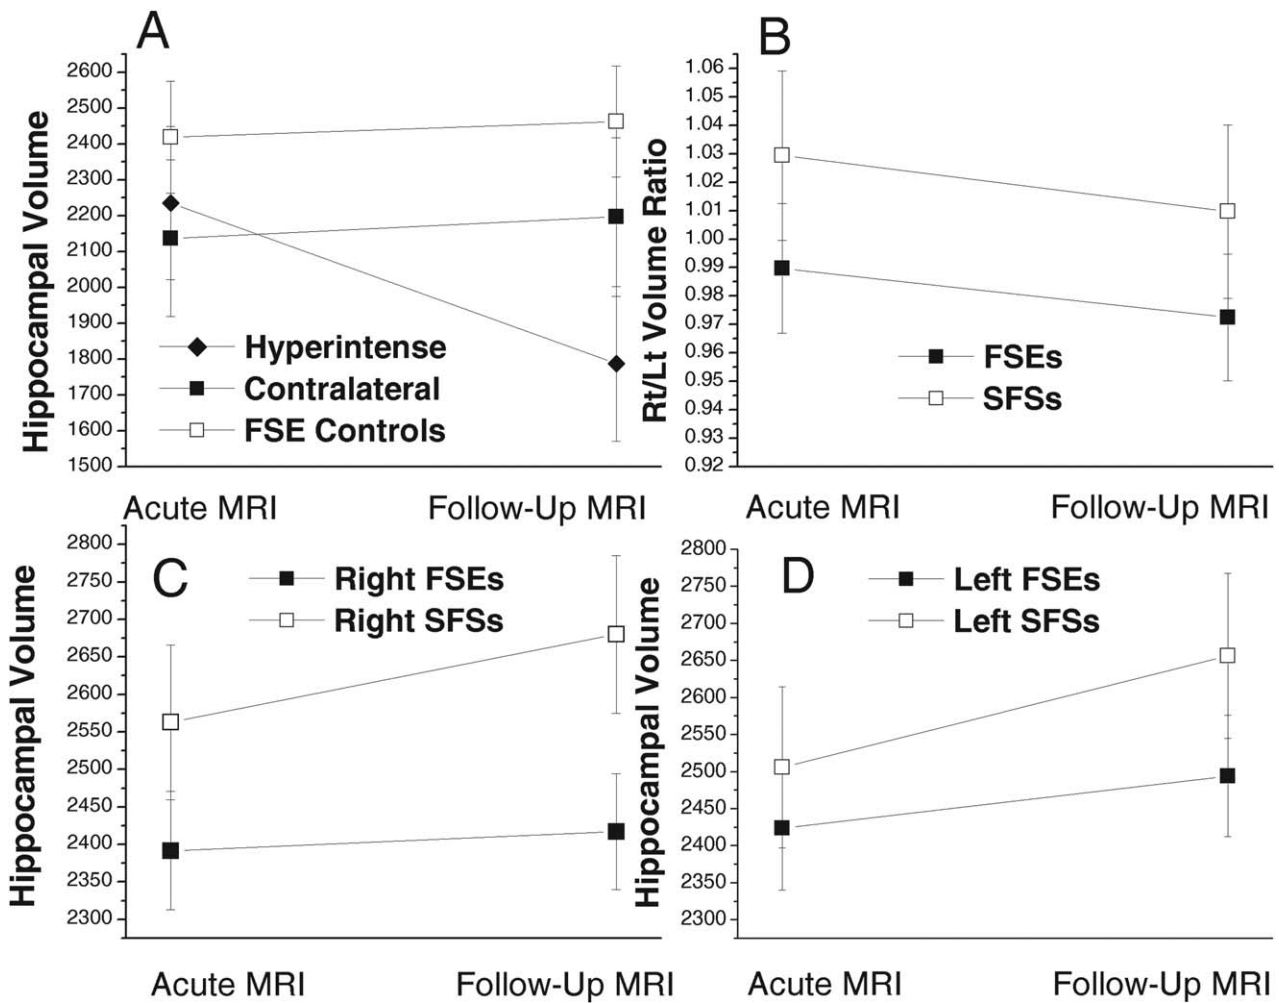 A
Hippocampal Volume
2600
2500
2400
2300
2200
2100
2000
1900
1800
1700
1600
1500
Hyperintense
Contralateral
FSE Controls
Acute MRI
Follow-Up MRI
B
Rt/Lt Volume Ratio
1.06
1.05
1.04
1.03
1.02
1.01
1.00
0.99
0.98
0.97
0.96
0.95
0.94
0.93
0.92
FSEs
SFSs
Acute MRI
Follow-Up MRI
C
Hippocampal Volume
2800
2750
2700
2650
2600
2550
2500
2450
2400
2350
2300
Right FSEs
Right SFSs
Acute MRI
Follow-Up MRI
D
Hippocampal Volume
2800
2750
2700
2650
2600
2550
2500
2450
2400
2350
2300
Left FSEs
Left SFSs
Acute MRI
Follow-Up MRI